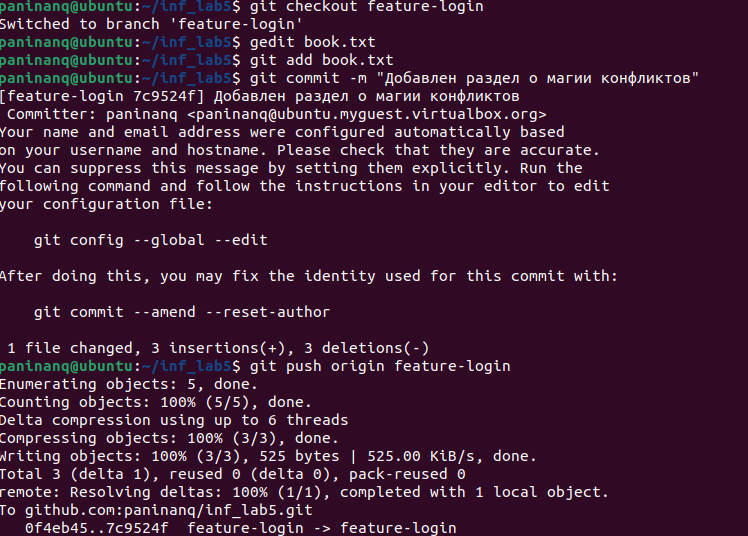 paninanq@ubuntu:~/inf_lab5$ git checkout feature-login
Switched to branch 'feature-login'
paninanq@ubuntu:~/inf_lab5$ gedit book.txt
paninanq@ubuntu:~/inf_lab5$ git add book.txt
paninanq@ubuntu:~/inf_lab5$ git commit -m "Добавлен раздел о магии конфликтов"
[feature-login 7c9524f] Добавлен раздел о магии конфликтов
 Committer: paninanq <paninanq@ubuntu.myguest.virtualbox.org>
Your name and email address were configured automatically based
on your username and hostname. Please check that they are accurate.
You can suppress this message by setting them explicitly. Run the
following command and follow the instructions in your editor to edit
your configuration file:

    git config --global --edit

After doing this, you may fix the identity used for this commit with:

    git commit --amend --reset-author

 1 file changed, 3 insertions(+), 3 deletions(-)
paninanq@ubuntu:~/inf_lab5$ git push origin feature-login
Enumerating objects: 5, done.
Counting objects: 100% (5/5), done.
Delta compression using up to 6 threads
Compressing objects: 100% (3/3), done.
Writing objects: 100% (3/3), 525 bytes | 525.00 KiB/s, done.
Total 3 (delta 1), reused 0 (delta 0), pack-reused 0
remote: Resolving deltas: 100% (1/1), completed with 1 local object.
To github.com:paninanq/inf_lab5.git
   0f4eb45..7c9524f  feature-login -> feature-login